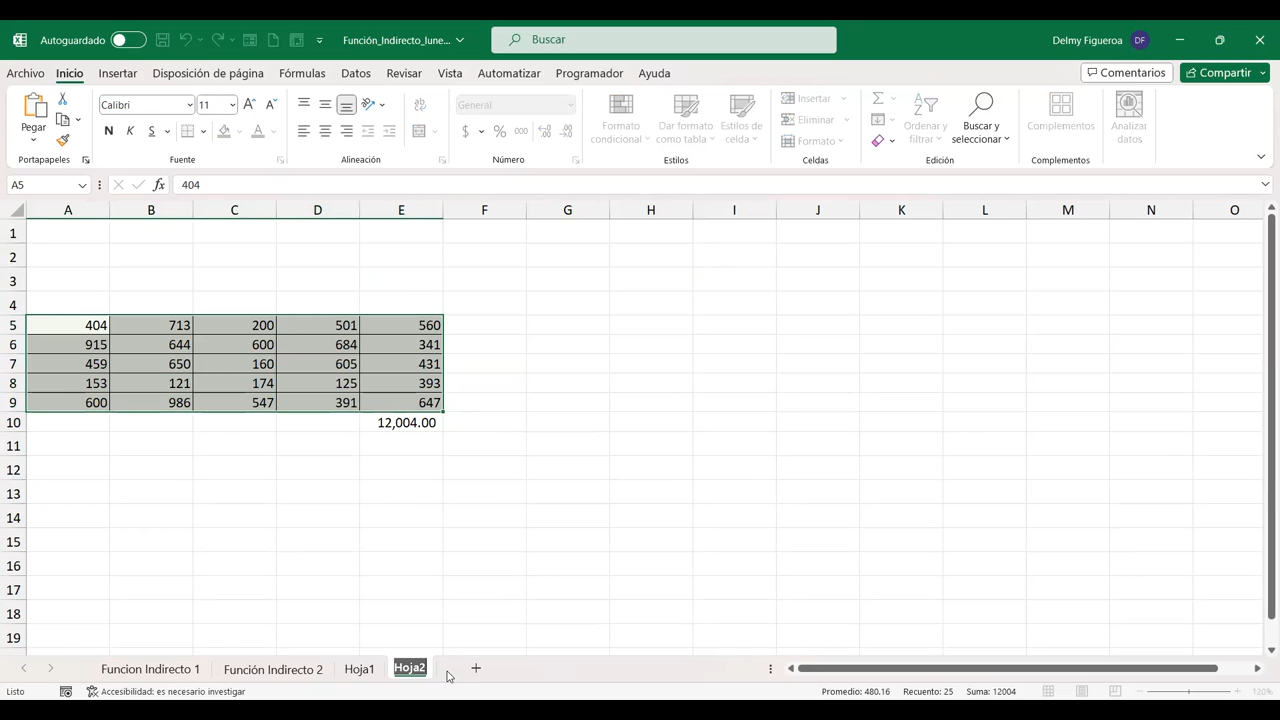 Autoguardado
Función_Indirecto_lune...
Buscar
Delmy Figueroa DF
Archivo Inicio Insertar Disposición de página Fórmulas Datos Revisar Vista Automatizar Programador Ayuda
Comentarios
Compartir
Pegar
Portapapeles
Calibri 11
N K S
Fuente
Alineación
General
$ % 000
Número
Formato condicional
Dar formato como tabla
Estilos de celda
Estilos
Insertar
Eliminar
Formato
Celdas
Ordenar y filtrar
Buscar y seleccionar
Edición
Complementos
Complementos
Analizar datos
A5 fx 404
A B C D E F G H I J K L M N O
1
2
3
4
5 404 713 200 501 560
6 915 644 600 684 341
7 459 650 160 605 431
8 153 121 174 125 393
9 600 986 547 391 647
10 12,004.00
11
12
13
14
15
16
17
18
19
Funcion Indirecto 1 Función Indirecto 2 Hoja1 Hoja2
Listo Accesibilidad: es necesario investigar Promedio: 480.16 Recuento: 25 Suma: 12004 120%